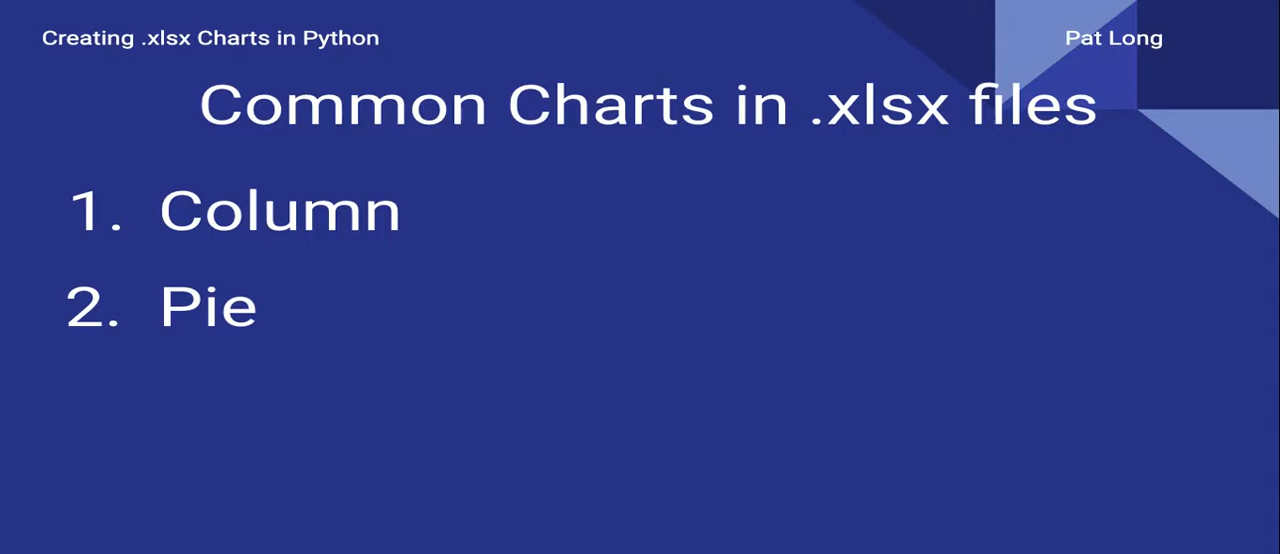 Creating .xlsx Charts in Python
Pat Long
Common Charts in .xlsx files
1. Column
2. Pie